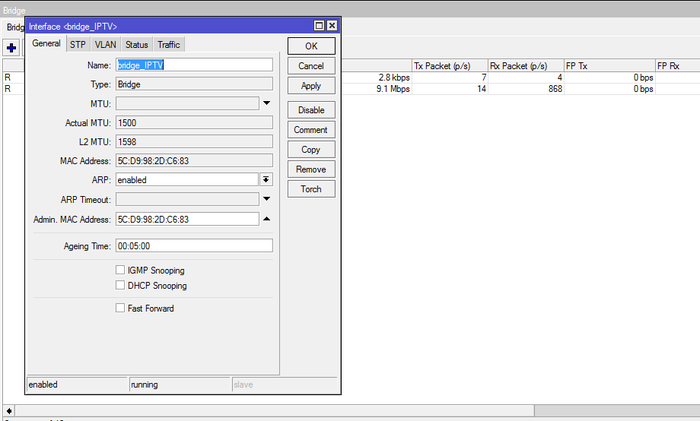 Bridge
Interface <bridge_IPTV>
Bridg
General STP VLAN Status Traffic
OK
Name: bridge_IPTV
Cancel
Type: Bridge
Tx Packet (p/s) Rx Packet (p/s) FP Tx FP Rx
R 2.8 kbps 7 4 0 bps
MTU:
Apply
R 9.1 Mbps 14 868 0 bps
Disable
Actual MTU: 1500
Comment
L2 MTU: 1598
Copy
MAC Address: 5C:D9:98:2D:C6:83
Remove
ARP: enabled
Torch
ARP Timeout:
Admin. MAC Address: 5C:D9:98:2D:C6:83
Ageing Time: 00:05:00
IGMP Snooping
DHCP Snooping
Fast Forward
enabled running slave